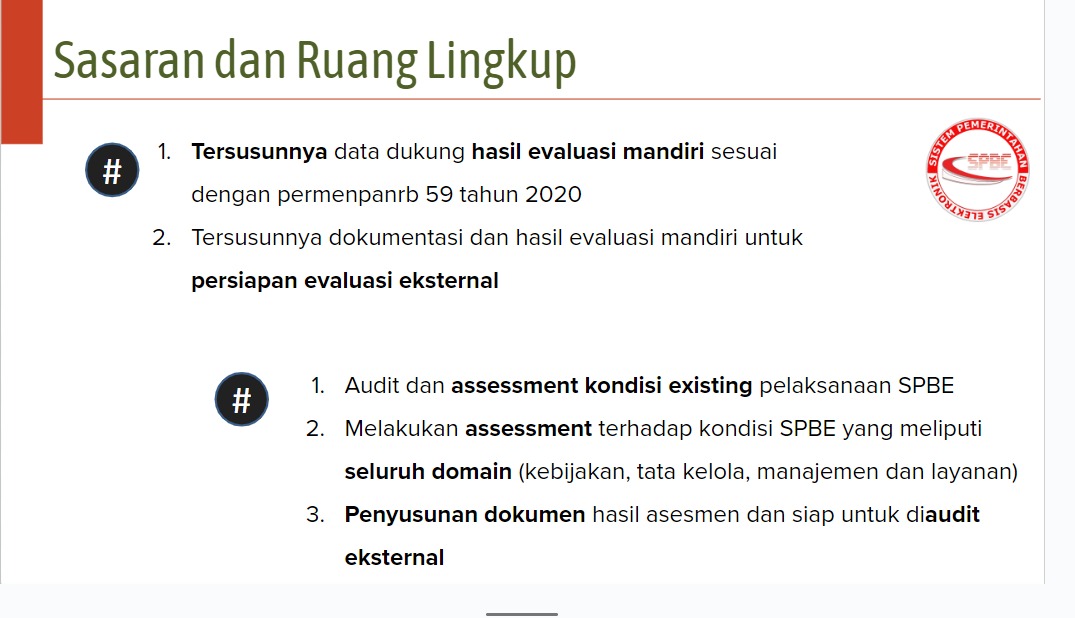 Sasaran dan Ruang Lingkup
#
1. Tersusunnya data dukung hasil evaluasi mandiri sesuai
dengan permenpanrb 59 tahun 2020
2. Tersusunnya dokumentasi dan hasil evaluasi mandiri untuk
persiapan evaluasi eksternal
SISTEM PEMERINTAHAN BERBASIS ELEKTRONIK
SPBE
#
1. Audit dan assessment kondisi existing pelaksanaan SPBE
2. Melakukan assessment terhadap kondisi SPBE yang meliputi
seluruh domain (kebijakan, tata kelola, manajemen dan layanan)
3. Penyusunan dokumen hasil asesmen dan siap untuk diaudit
eksternal